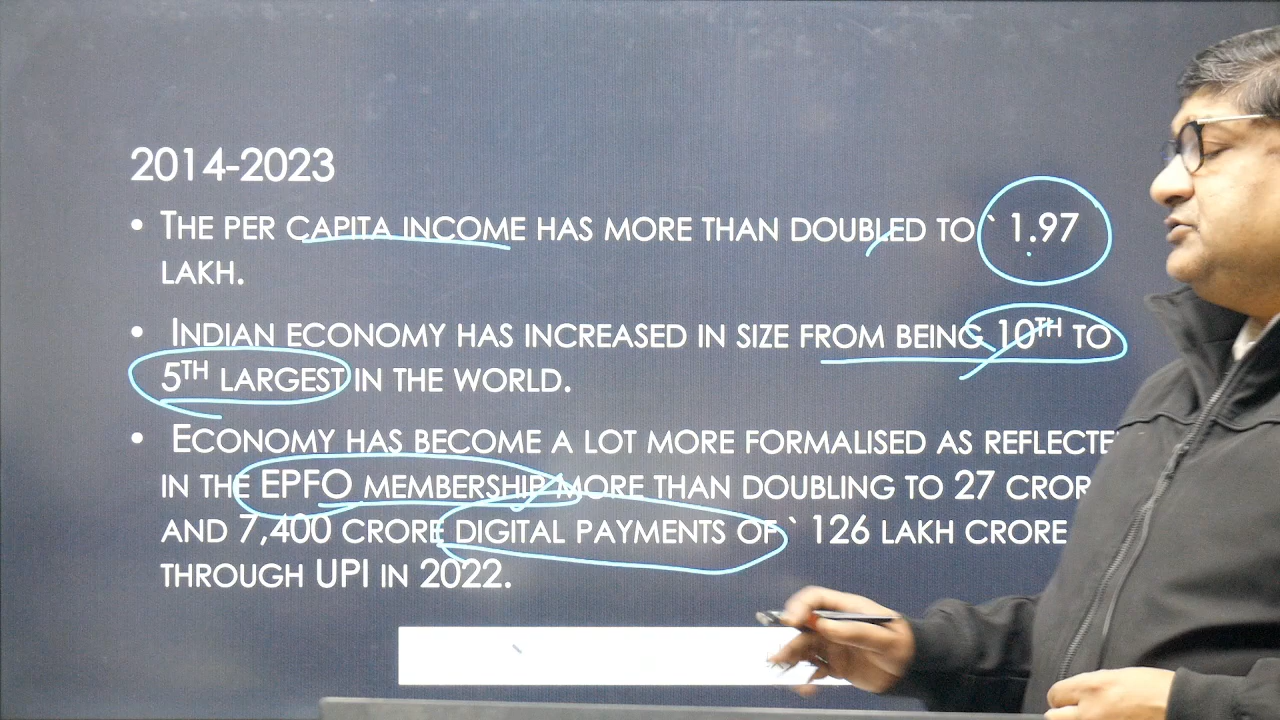 2014-2023
• THE PER CAPITA INCOME HAS MORE THAN DOUBLED TO ` 1.97
LAKH.
• INDIAN ECONOMY HAS INCREASED IN SIZE FROM BEING 10TH TO
5TH LARGEST IN THE WORLD.
• ECONOMY HAS BECOME A LOT MORE FORMALISED AS
IN THE EPFO MEMBERSHIP MORE THAN DOUBLING TO 27
AND 7,400 CRORE DIGITAL PAYMENTS OF ` 126 LAKH CRORE
THROUGH UPI IN 2022.